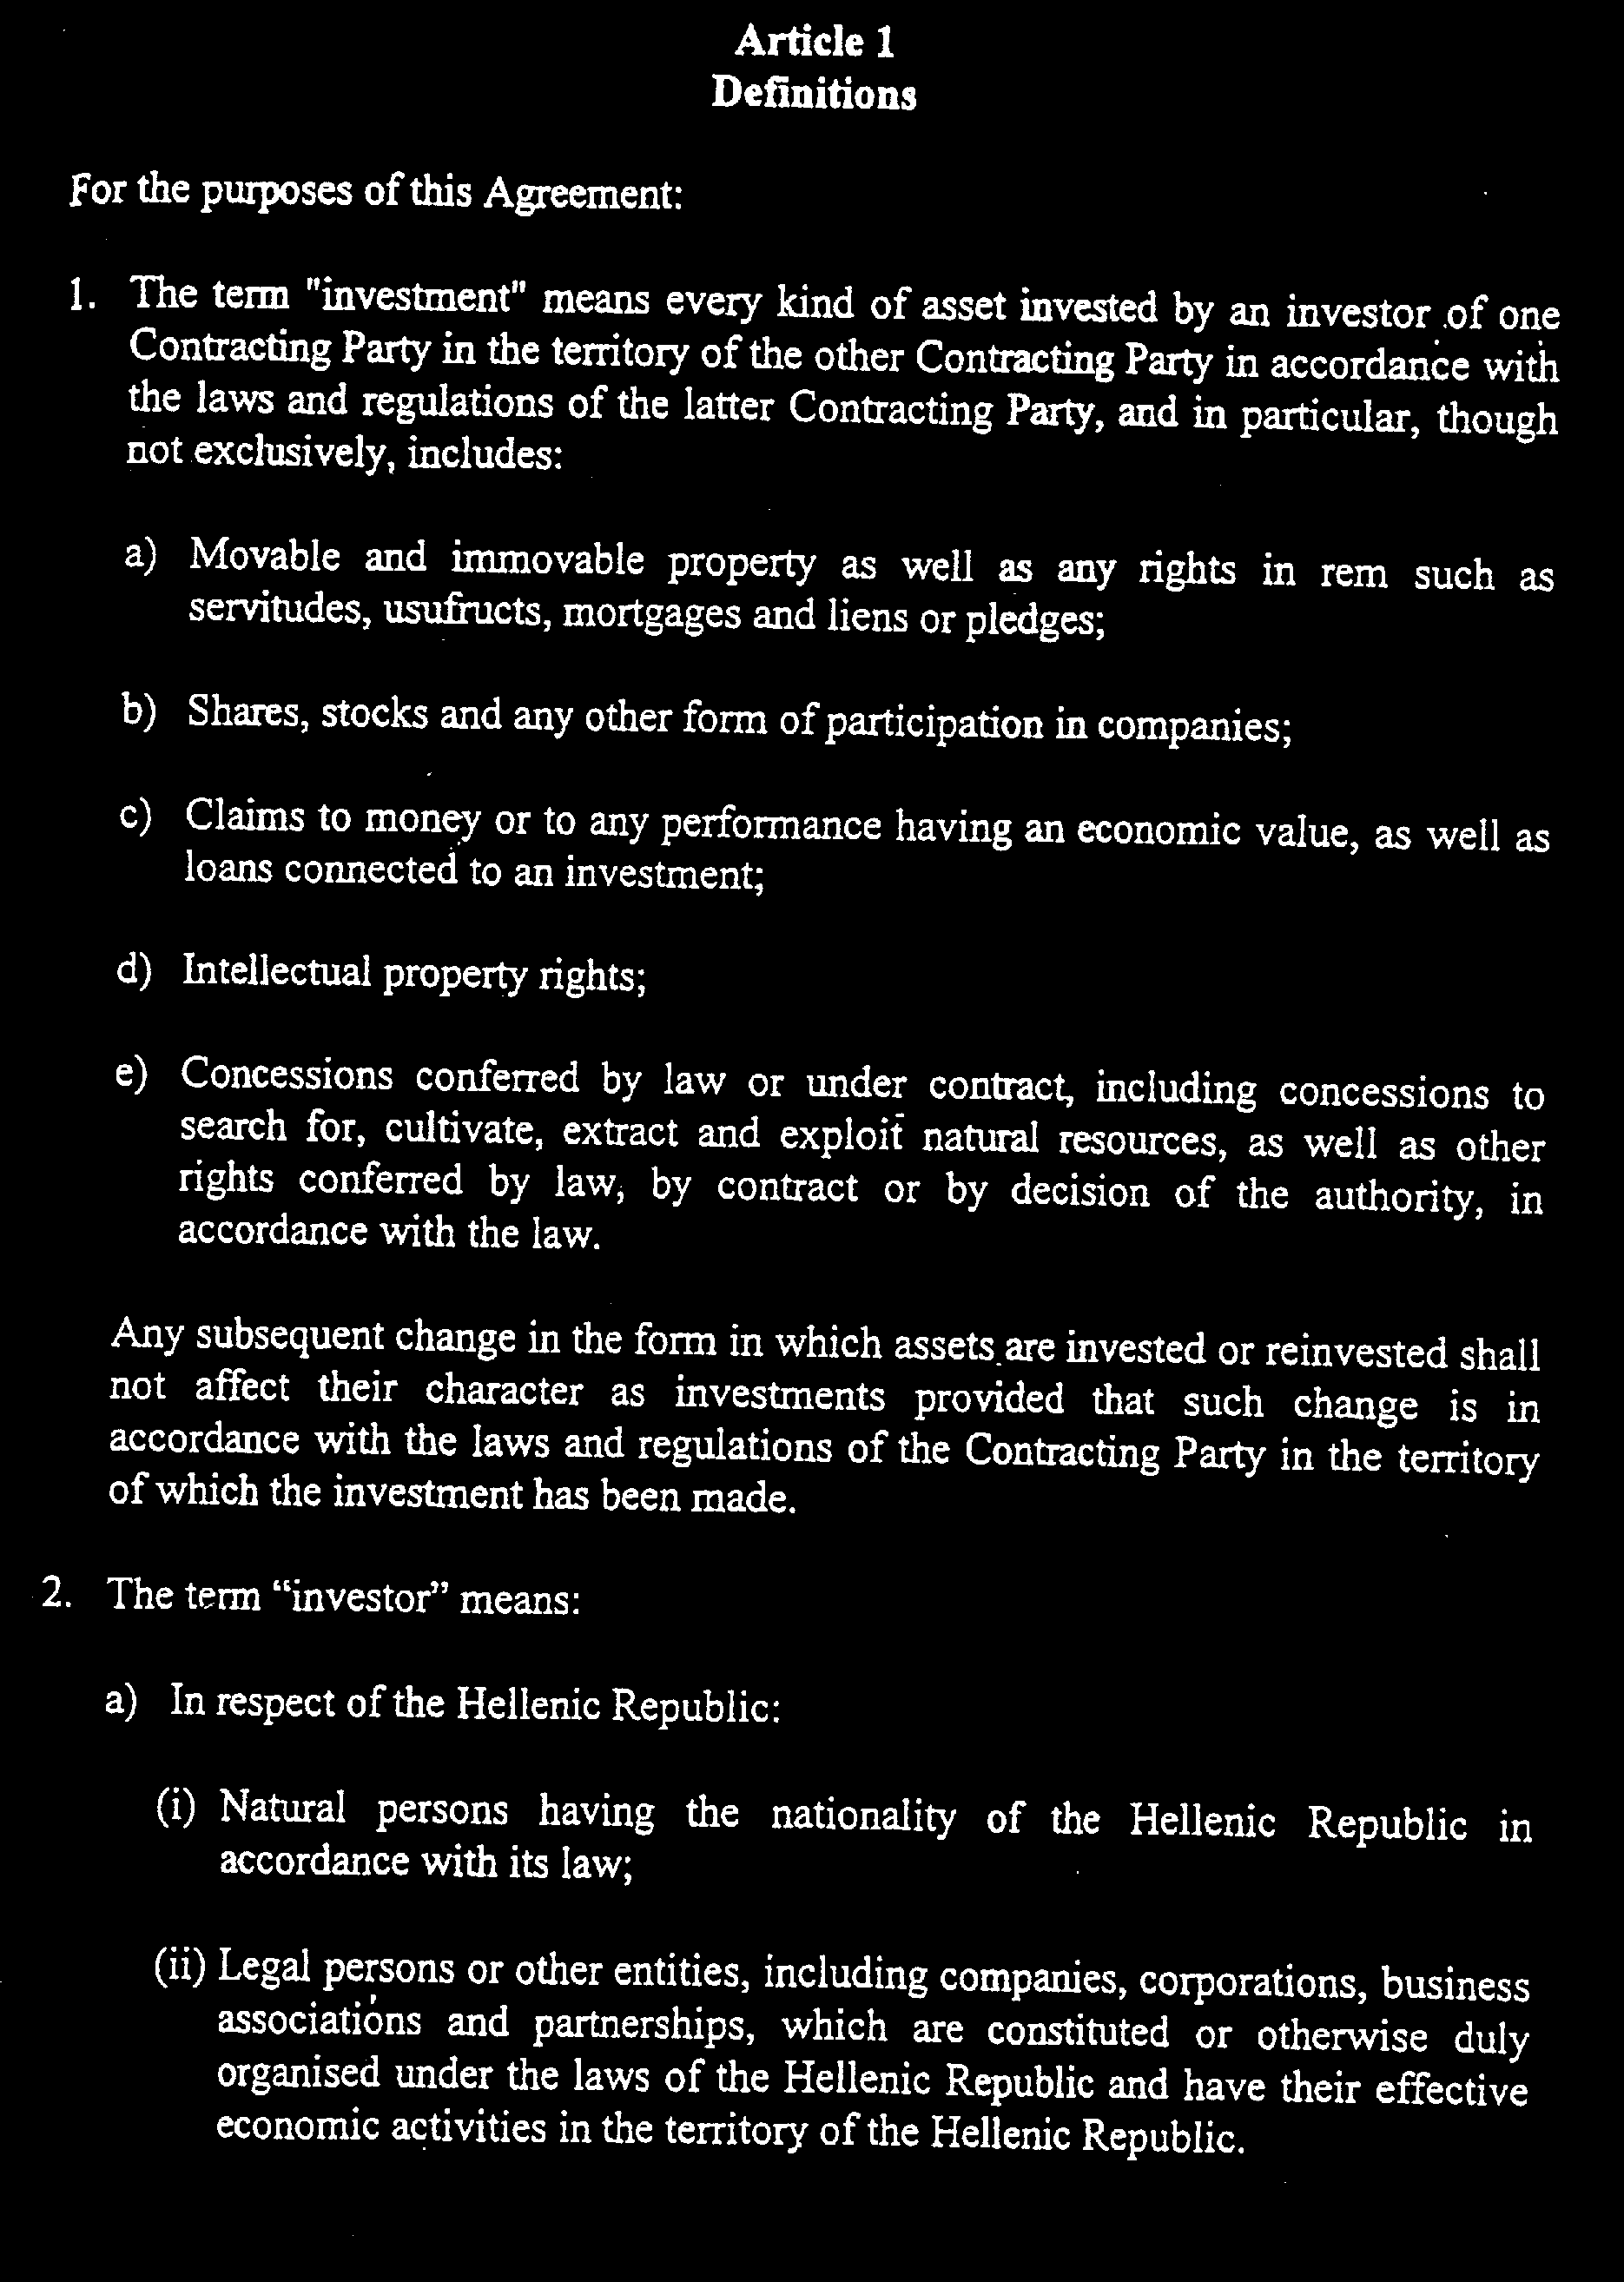 Article 1
Definitions
For the purposes of this Agreement:
1. The term "investment" means every kind of asset invested by an investor of one
Contracting Party in the territory of the other Contracting Party in accordance with
the laws and regulations of the latter Contracting Party, and in particular, though
not exclusively, includes:
a) Movable and immovable property as well as any rights in rem such as
servitudes, usufructs, mortgages and liens or pledges;
b) Shares, stocks and any other form of participation in companies;
c) Claims to money or to any performance having an economic value, as well as
loans connected to an investment;
d) Intellectual property rights;
e) Concessions conferred by law or under contract, including concessions to
search for, cultivate, extract and exploit natural resources, as well as other
rights conferred by law, by contract or by decision of the authority, in
accordance with the law.
Any subsequent change in the form in which assets are invested or reinvested shall
not affect their character as investments provided that such change is in
accordance with the laws and regulations of the Contracting Party in the territory
of which the investment has been made.
2. The term “investor” means:
a) In respect of the Hellenic Republic:
(i) Natural persons having the nationality of the Hellenic Republic in
accordance with its law;
(ii) Legal persons or other entities, including companies, corporations, business
associations and partnerships, which are constituted or otherwise duly
organised under the laws of the Hellenic Republic and have their effective
economic activities in the territory of the Hellenic Republic.